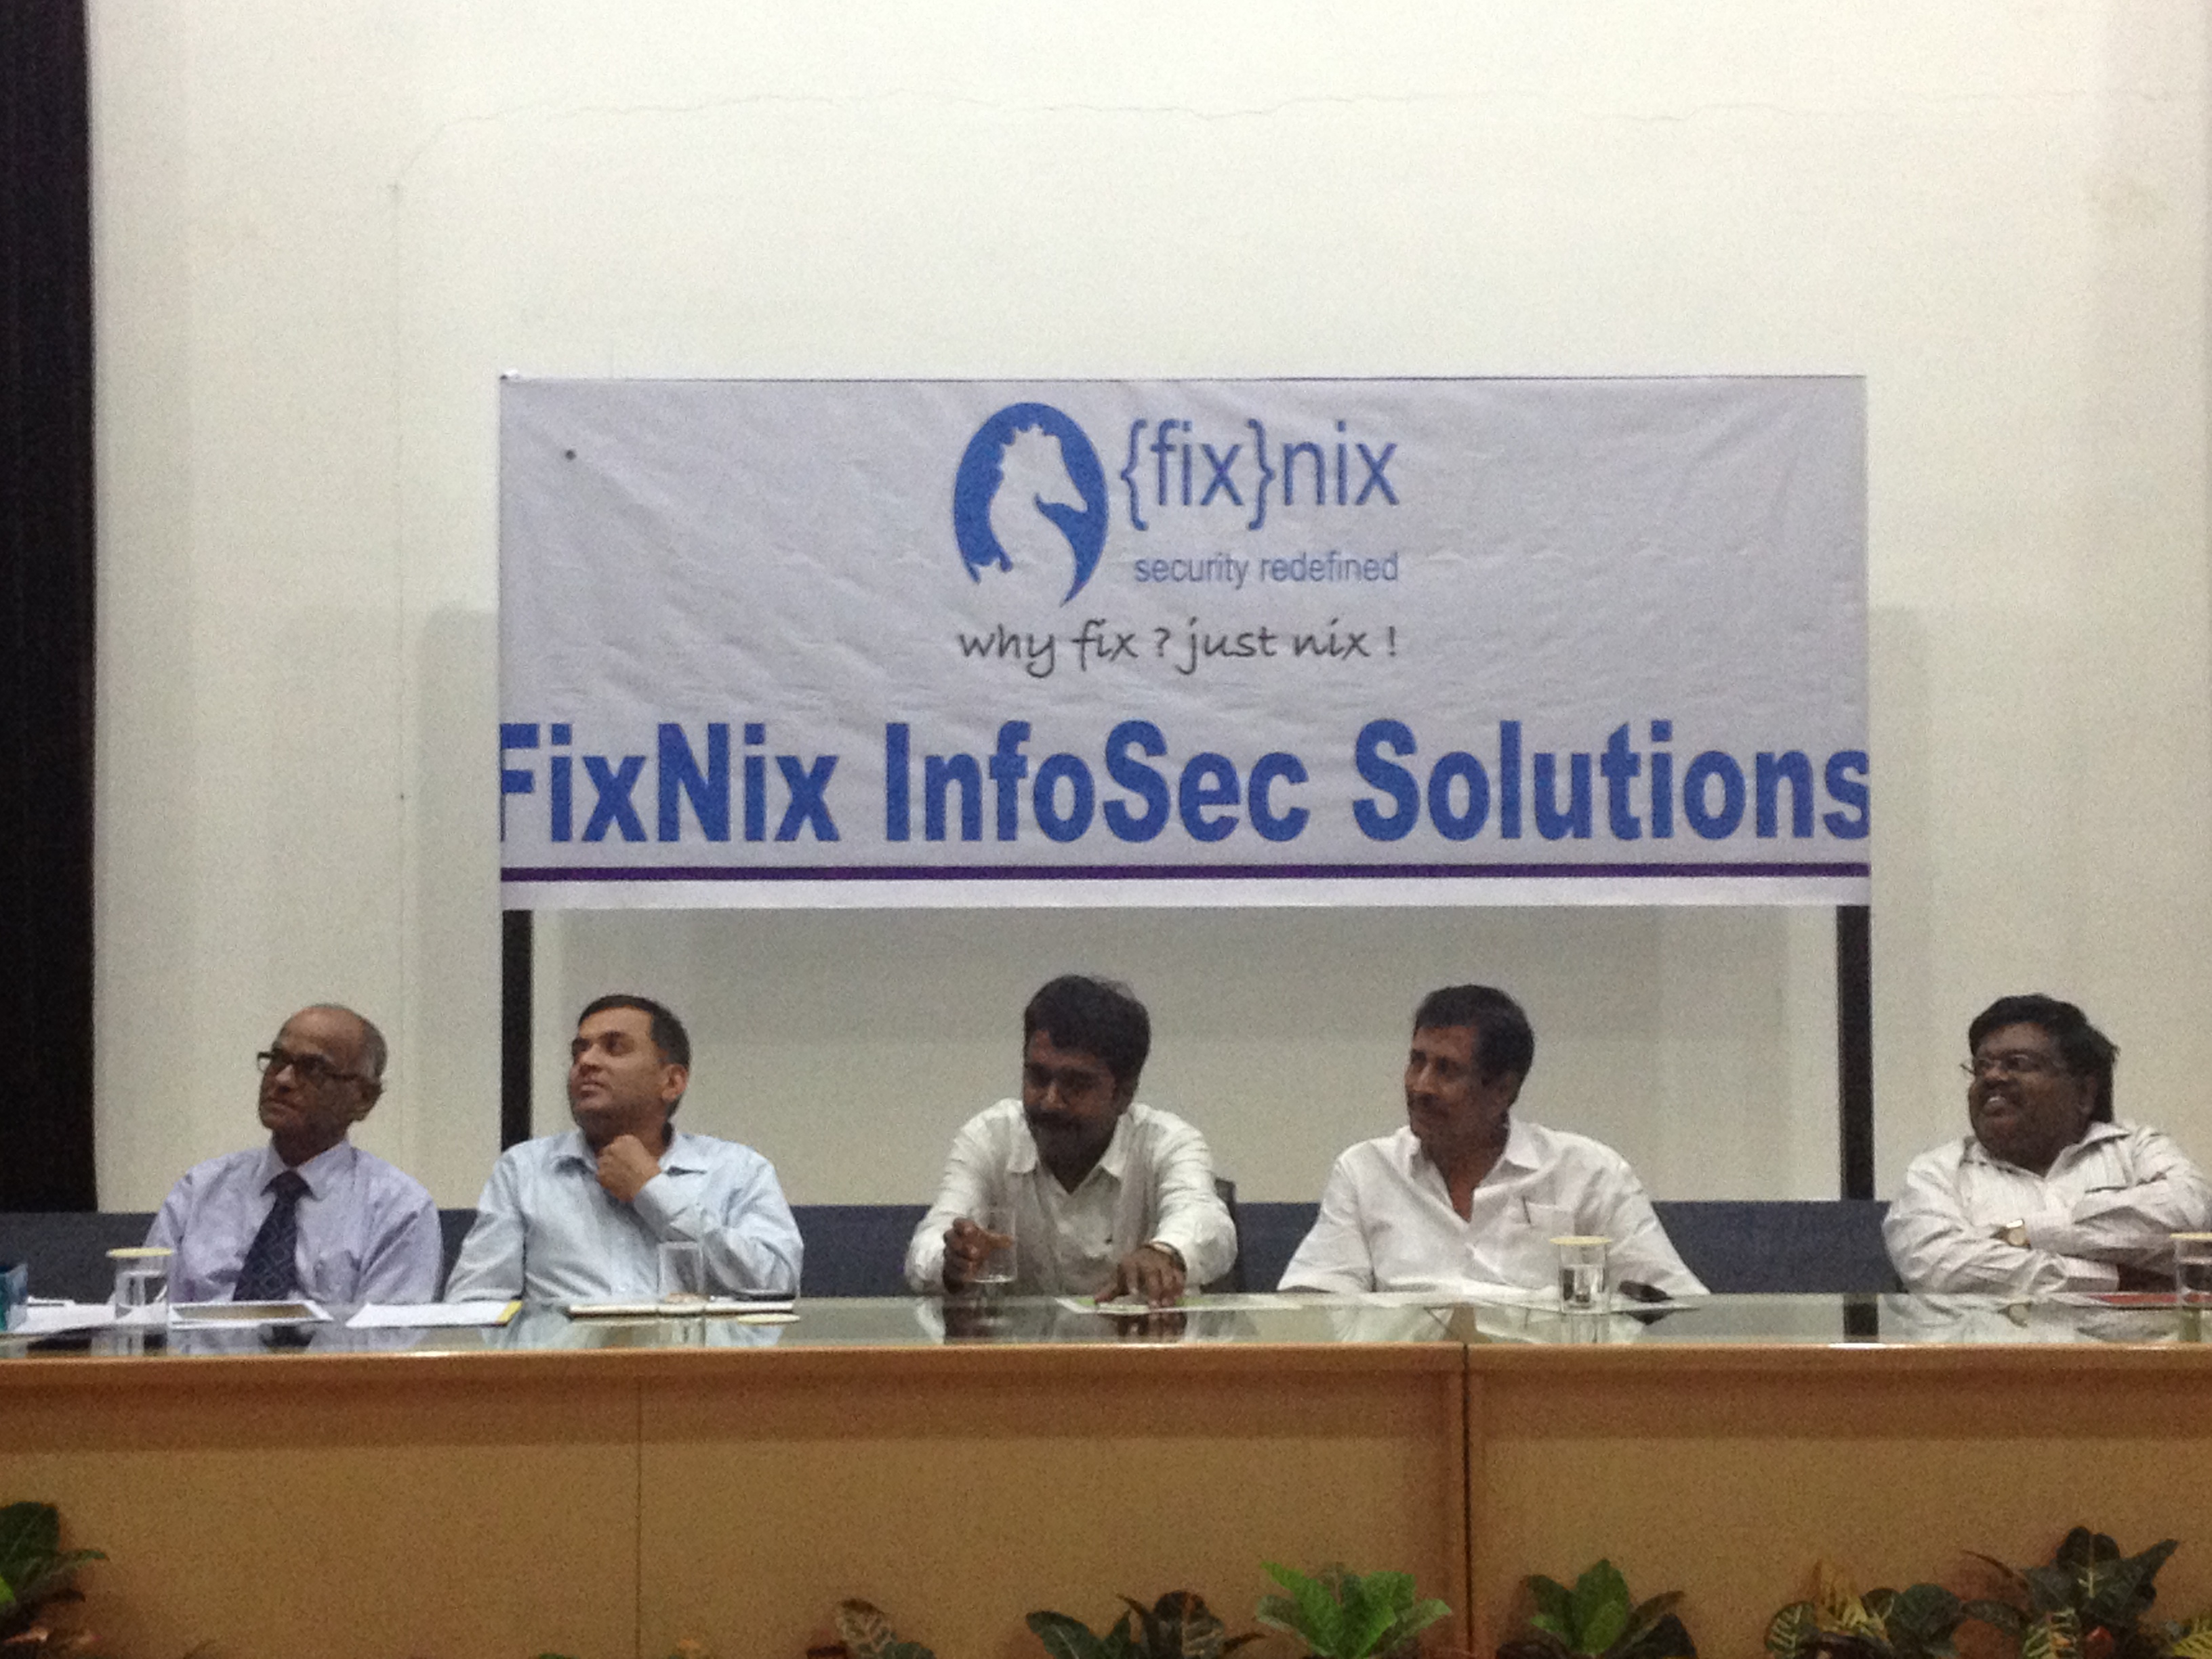 {fix}nix
security redefined
why fix ? just nix !
FixNix InfoSec Solutions